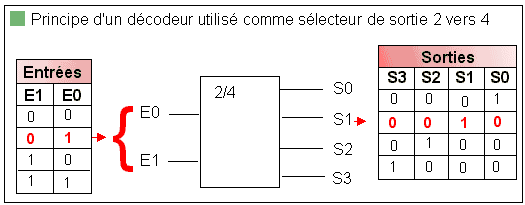 Principe d'un décodeur utilisé comme sélecteur de sortie 2 vers 4
Entrées
E1 E0
0 0
0 1
1 0
1 1
E0
E1
2/4
S0
S1
S2
S3
Sorties
S3 S2 S1 S0
0 0 0 1
0 0 1 0
0 1 0 0
1 0 0 0